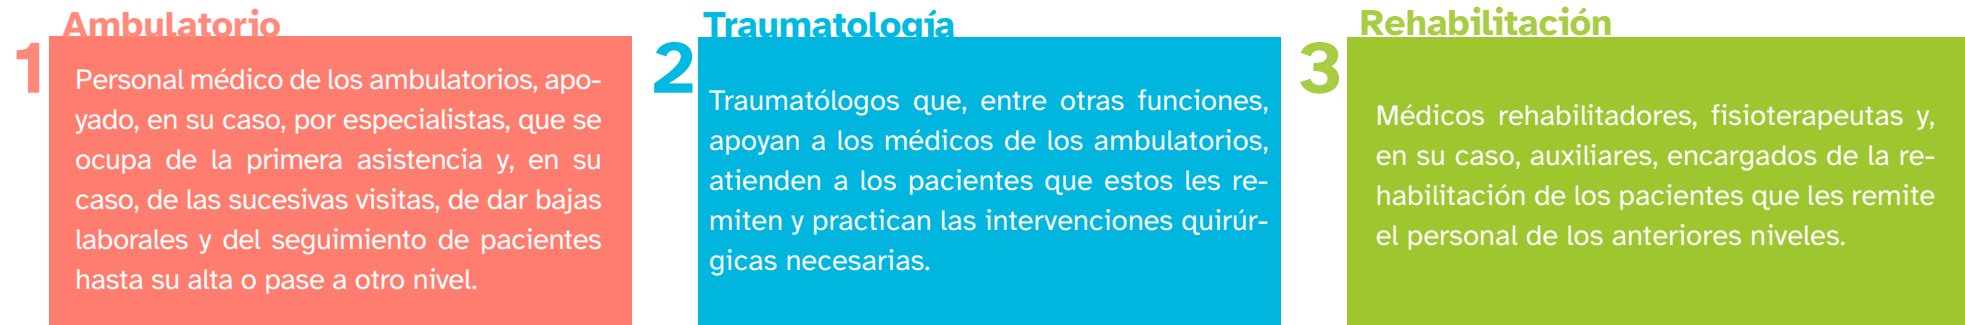 Ambulatorio
1
Personal médico de los ambulatorios, apo-
yado, en su caso, por especialistas, que se
ocupa de la primera asistencia y, en su
caso, de las sucesivas visitas, de dar bajas
laborales y del seguimiento de pacientes
hasta su alta o pase a otro nivel.
Traumatología
2
Traumatólogos que, entre otras funciones,
apoyan a los médicos de los ambulatorios,
atienden a los pacientes que estos les re-
miten y practican las intervenciones quirúr-
gicas necesarias.
Rehabilitación
3
Médicos rehabilitadores, fisioterapeutas y,
en su caso, auxiliares, encargados de la re-
habilitación de los pacientes que les remite
el personal de los anteriores niveles.